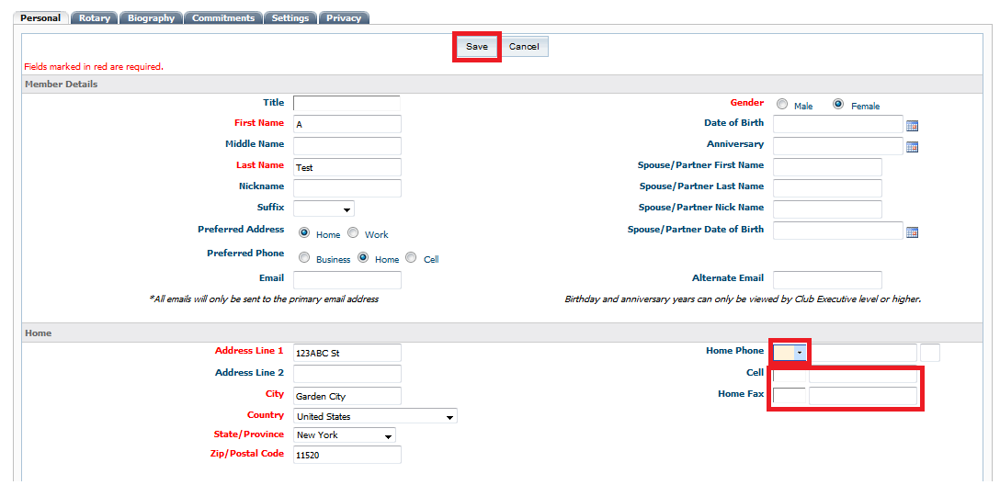 Personal Rotary Biography Commitments Settings Privacy
Save Cancel
Fields marked in red are required.
Member Details
Title
Gender Male Female
First Name A
Date of Birth
Middle Name
Anniversary
Last Name Test
Spouse/Partner First Name
Nickname
Spouse/Partner Last Name
Suffix
Spouse/Partner Nick Name
Preferred Address Home Work
Spouse/Partner Date of Birth
Preferred Phone Business Home Cell
Email
Alternate Email
*All emails will only be sent to the primary email address
Birthday and anniversary years can only be viewed by Club Executive level or higher.
Home
Address Line 1 123ABC St
Home Phone
Address Line 2
Cell
City Garden City
Home Fax
Country United States
State/Province New York
Zip/Postal Code 11520